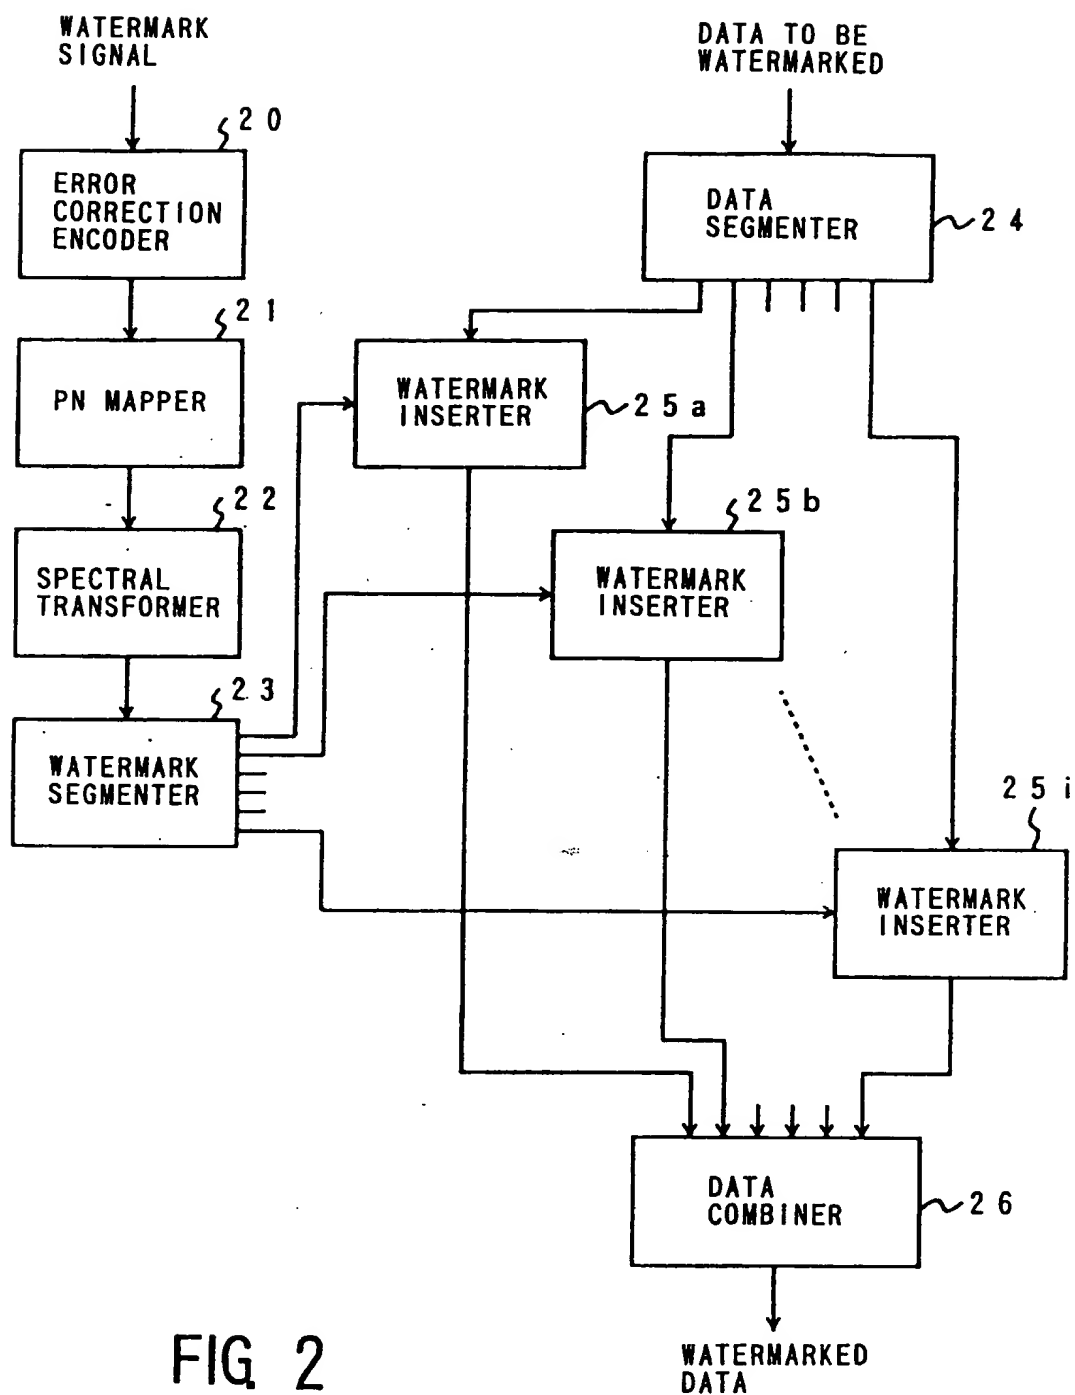 WATERMARK
SIGNAL
DATA TO BE
WATERMARKED
20
ERROR
CORRECTION
ENCODER
DATA
SEGMENTER
24
21
PN MAPPER
WATERMARK
INSERTER
25a
22
SPECTRAL
TRANSFORMER
25b
WATERMARK
INSERTER
23
WATERMARK
SEGMENTER
25i
WATERMARK
INSERTER
DATA
COMBINER
26
WATERMARKED
DATA
FIG. 2